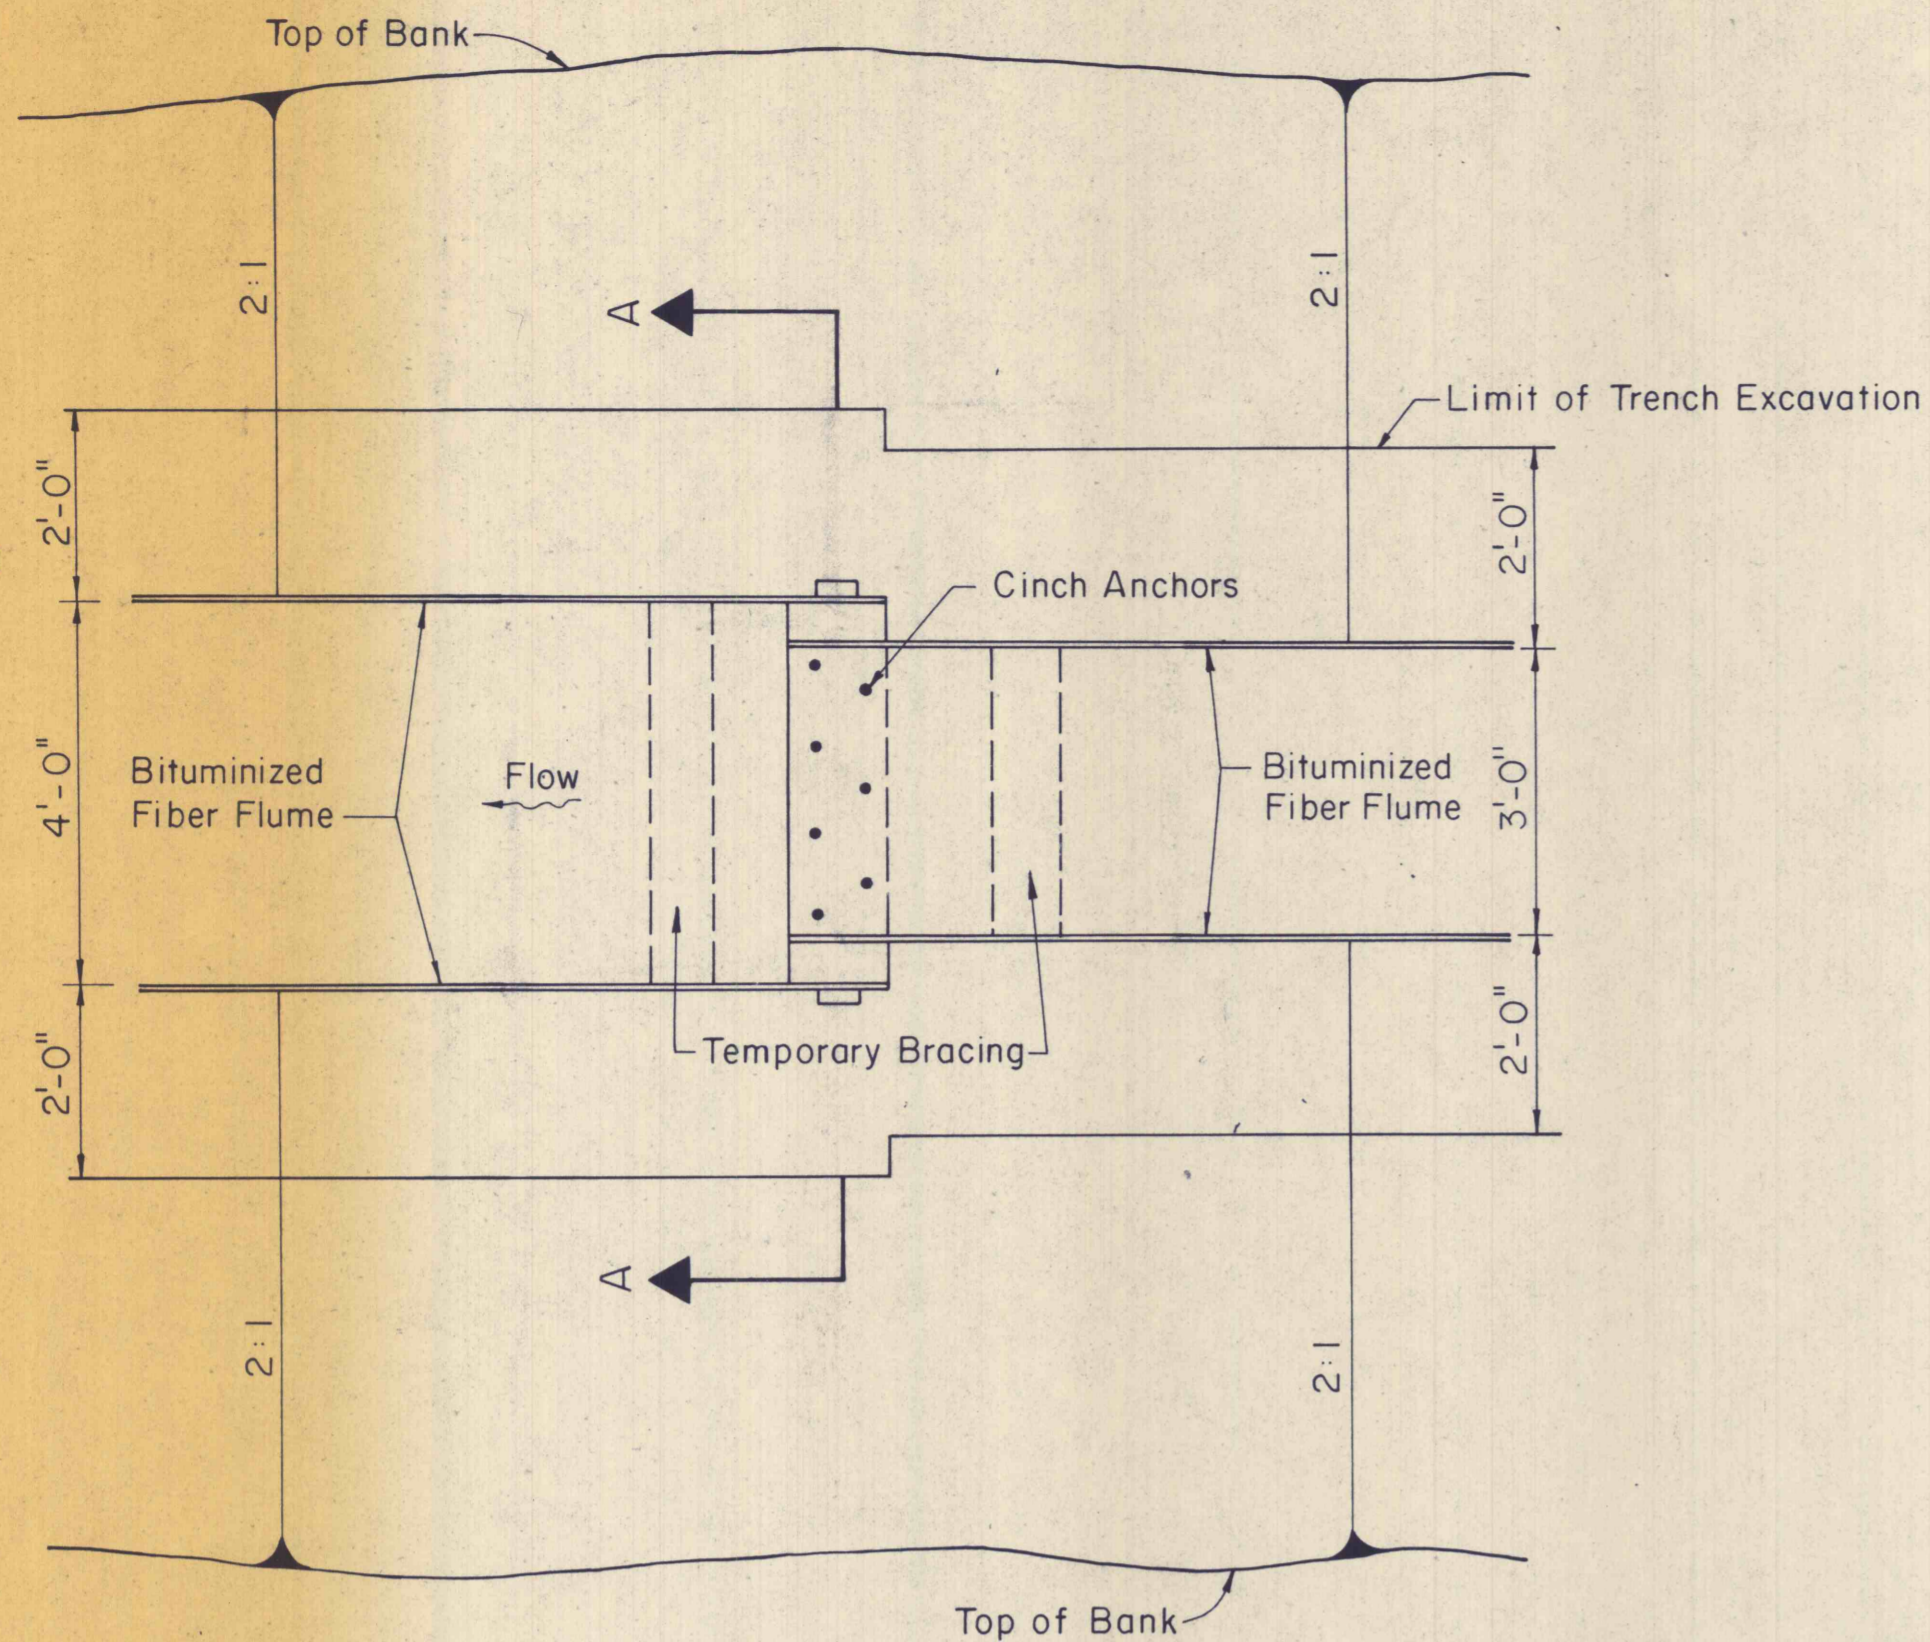 Top of Bank
2:1
2:1
A
Limit of Trench Excavation
2'-0"
2'-0"
Cinch Anchors
4'-0"
Bituminized
Fiber Flume
Flow
Bituminized
Fiber Flume
3'-0"
2'-0"
Temporary Bracing
2'-0"
A
2:1
2:1
Top of Bank